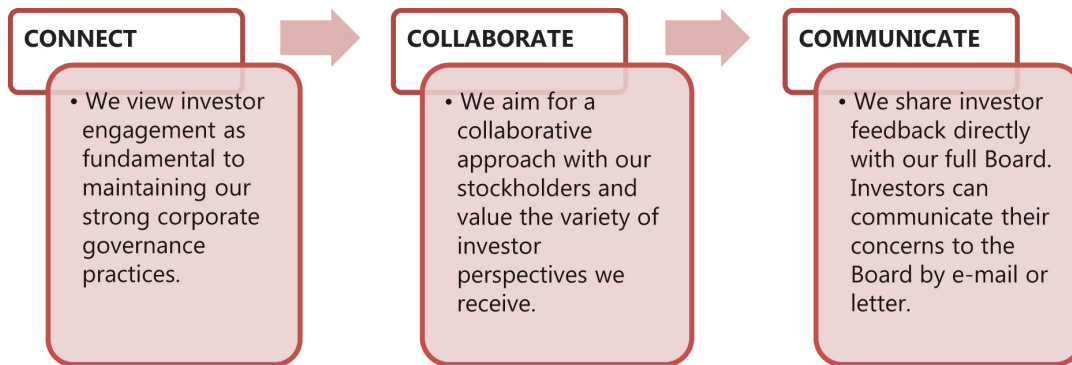 CONNECT
• We view investor
engagement as
fundamental to
maintaining our
strong corporate
governance
practices.
COLLABORATE
• We aim for a
collaborative
approach with our
stockholders and
value the variety of
investor
perspectives we
receive.
COMMUNICATE
• We share investor
feedback directly
with our full Board.
Investors can
communicate their
concerns to the
Board by e-mail or
letter.